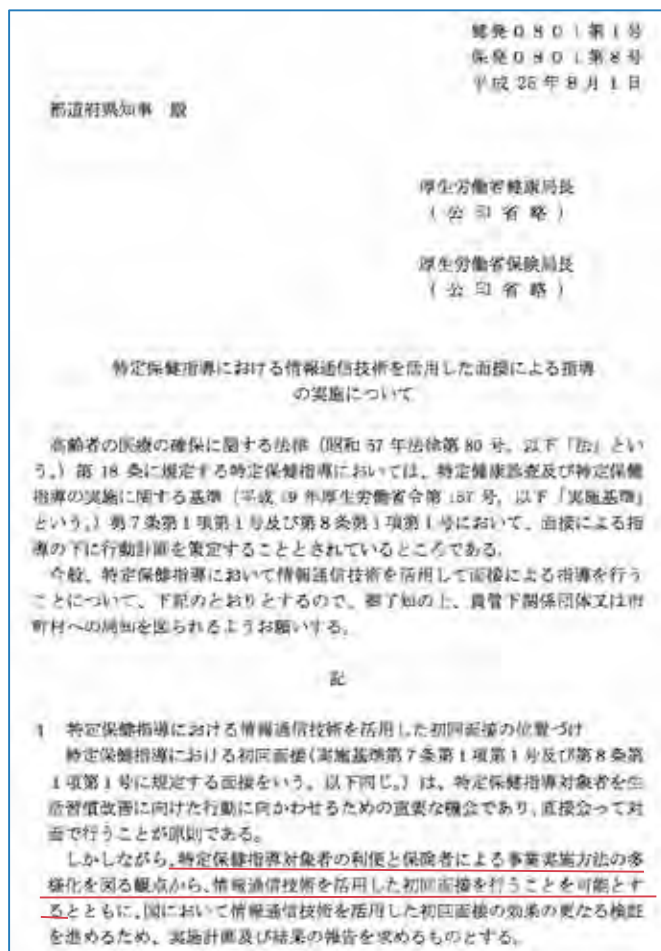 健発0801第1号
保発0801第8号
平成25年8月1日
都道府県知事 殿
厚生労働省健康局長
(公印省略)
厚生労働省保険局長
(公印省略)
特定保健指導における情報通信技術を活用した面接による指導
の実施について
高齢者の医療の確保に関する法律(昭和57年法律第80号。以下「法」とい
う。)第18条に規定する特定保健指導においては、特定健康診査及び特定保健
指導の実施に関する基準(平成19年厚生労働省令第157号。以下「実施基準」
という。)第7条第1項第1号及び第8条第1項第1号において、面接による指
導の下に行動計画を策定することとされているところである。
今般、特定保健指導において情報通信技術を活用して面接による指導を行う
ことについて、下記のとおりとするので、御了知の上、貴管下関係団体又は市
町村への周知を図られるようお願いする。
記
1 特定保健指導における情報通信技術を活用した初回面接の位置づけ
特定保健指導における初回面接(実施基準第7条第1項第1号及び第8条第
1項第1号に規定する面接をいう。以下同じ。)は、特定保健指導対象者を生
活習慣改善に向けた行動に向かわせるための重要な機会であり、直接会って対
面で行うことが原則である。
しかしながら、特定保健指導対象者の利便と保険者による事業実施方法の多
様化を図る観点から、情報通信技術を活用した初回面接を行うことを可能とす
るとともに、国において情報通信技術を活用した初回面接の効果の更なる検証
を進めるため、実施計画及び結果の報告を求めるものとする。